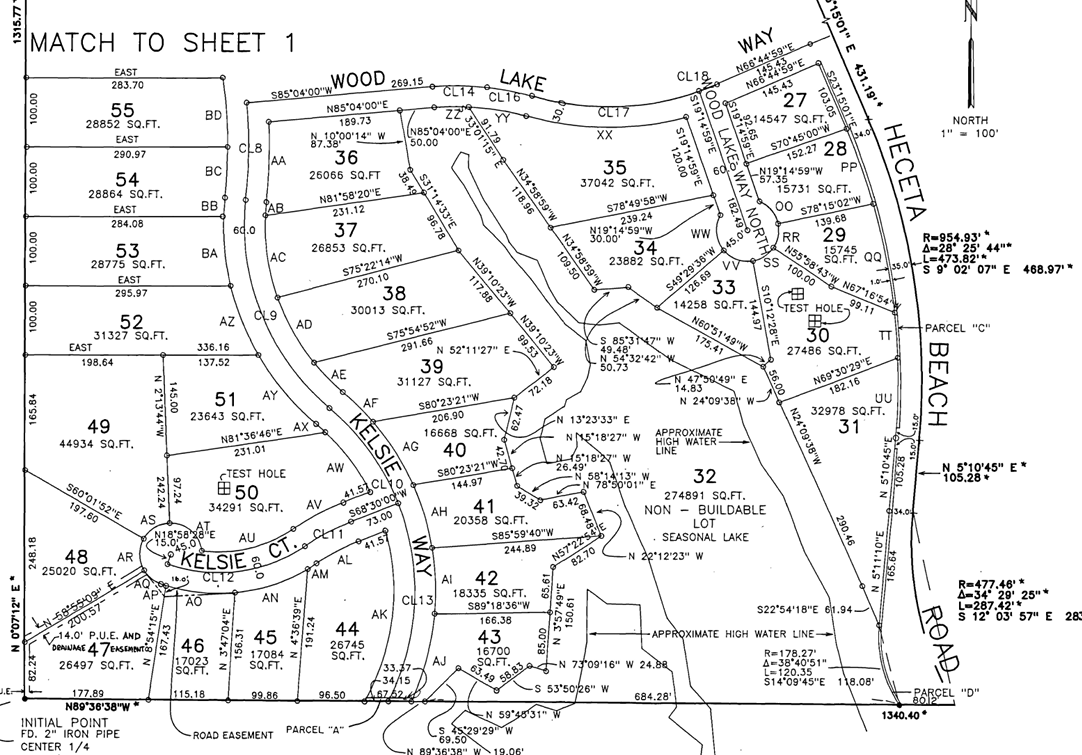 1315.77'
MATCH TO SHEET 1
WOOD
269.15
LAKE
WAY
CL14
CL16
CL17
CL18
30.
S85°04'00"W
N85°04'00"E
189.73
ZZ
YY
XX
N66°44'59"E
145.43
N66°44'59"E
145.43
S23°15'01"E
103.05
°15'01" E 431.19'*
NORTH
1" = 100'
EAST
283.70
55
28852 SQ.FT.
100.00
BD
EAST
290.97
54
28864 SQ.FT.
100.00
BC
BB
EAST
284.08
53
28775 SQ.FT.
100.00
BA
60.0
EAST
295.97
52
31327 SQ.FT.
100.00
AZ
EAST
336.16
198.64
137.52
CL8
AA
AB
AC
CL9
AD
AE
AF
AG
N 10°00'14" W
87.38'
N85°04'00"E
50.00
36
26066 SQ.FT.
38.49
N81°58'20"E
231.12
37
26853 SQ.FT.
S31°14'33"E
96.78
S75°22'14"W
270.10
38
30013 SQ.FT.
N39°10'23"W
117.88
S75°54'52"W
291.66
39
31127 SQ.FT.
N39°10'23"W
99.53
N 52°11'27" E
72.18
S80°23'21"W
206.90
16668 SQ.FT.
40
62.47
42.70
S80°23'21"W
144.97
91.79
33°01'15"E
N34°58'59"W
118.96
N34°58'59"W
109.50
35
37042 SQ.FT.
S19°14'59"E
120.00
S78°49'58"W
239.24
N19°14'59"W
30.00'
34
23882 SQ.FT.
WW
S49°29'36"W
126.69
WOOD LAKE WAY NORTH
S19°14'59"E
S19°14'59"E
92.65
60
182.49
45.0'
27
14547 SQ.FT.
S70°45'00"W
152.27
28
34.0'
PP
N19°14'59"W
57.35
15731 SQ.FT.
OO
S78°15'02"W
139.68
29
15745
SQ.FT.
RR
QQ
35.0'
1.0'
VV
SS
N55°58'43"W
100.00
N67°16'54"
99.11
33
14258 SQ.FT.
S10°12'28"E
144.97
TEST HOLE
30
27486 SQ.FT.
TT
PARCEL "C"
N60°51'49"W
175.41
S 85°31'47" W
49.48'
N 54°32'42" W
50.73
N 47°50'49" E
14.83
N 24°09'38" W
56.00
N69°30'29"E
182.16
UU
32978 SQ.FT.
31
HECETA
BEACH
ROAD
R=954.93' *
Δ=28° 25' 44"*
L=473.82' *
S 9° 02' 07" E 468.97' *
15.0'
15.0'
N 5°10'45" E *
105.28 *
N 5°10'45"E
105.28
34.0'
N 5°11'10"E
165.64
N24°09'38"W
290.46
165.84
49
44934 SQ.FT.
N 2°13'44"W
145.00
51
23643 SQ.FT.
AY
AX
N81°36'46"E
231.01
97.24
242.24
TEST HOLE
50
34291 SQ.FT.
AW
AV
41.57
CL10
S68°30'00"W
73.00
KELSIE
WAY
S60°01'52"E
197.60
AS
AT
N18°58'28"E
15.0'
45.0'
AU
KELSIE CT.
CL11
CL12
60.0
16.0'
41.57
AL
AM
AN
AO
AP
AQ
AR
48
25020 SQ.FT.
248.18
N 0°07'12" E *
N 58°55'09" E
200.57
14.0' P.U.E. AND
DRAINAGE EASEMENT
47
26497 SQ.FT.
82.24
N 8°54'15"E
167.43
46
17023
SQ.FT.
N 3°47'04"E
156.31
45
17084
SQ.FT.
N 4°36'39"E
191.24
44
26745
SQ.FT.
AK
AH
AI
CL13
AJ
41
20358 SQ.FT.
39.32
63.42
68.48
S85°59'40"W
244.89
42
18335 SQ.FT.
S89°18'36"W
166.38
43
16700
SQ.FT.
N57°22'54"E
82.70
65.61
N 3°57'49"E
150.61
85.00
N 13°23'33" E
N 15°18'27" W
N 15°18'27" W
26.49'
N 58°14'13" W
N 78°50'01" E
N 22°12'23" W
APPROXIMATE
HIGH WATER
LINE
32
274891 SQ.FT.
NON - BUILDABLE
LOT
SEASONAL LAKE
APPROXIMATE HIGH WATER LINE
S22°54'18"E 61.94
R=477.46' *
Δ= 34° 29' 25"*
L=287.42' *
S 12° 03' 57" E 283
R=178.27'
Δ=38°40'51"
L=120.35
S14°09'45"E 118.08'
63.49
58.83
N 73°09'16" W 24.88
S 53°50'26" W
N 59°45'31" W
S 45°29'29" W
69.50
N 89°36'38" W 19.06'
33.37
34.15
67.52
U.E.
177.89
115.18
99.86
96.50
684.28'
PARCEL "D"
8012
1340.40' *
N89°36'38"W *
INITIAL POINT
FD. 2" IRON PIPE
CENTER 1/4
ROAD EASEMENT
PARCEL "A"